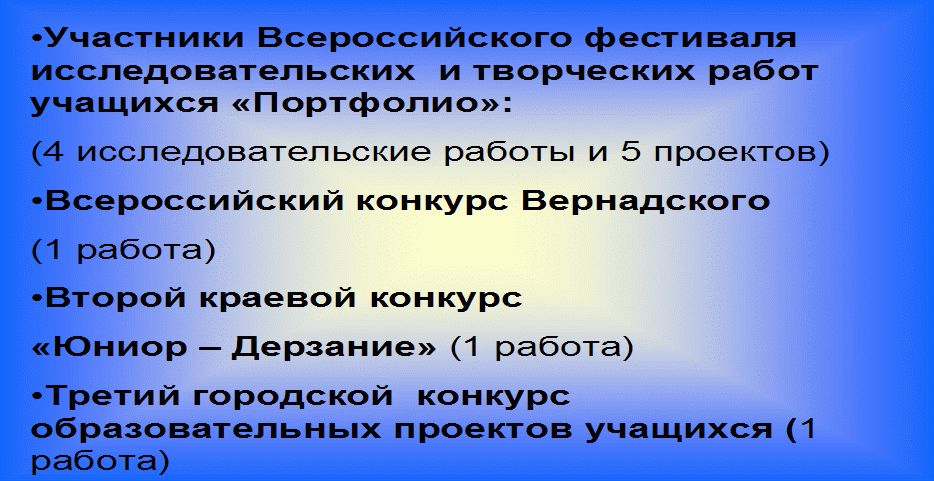 •Участники Всероссийского фестиваля
исследовательских и творческих работ
учащихся «Портфолио»:
(4 исследовательские работы и 5 проектов)
•Всероссийский конкурс Вернадского
(1 работа)
•Второй краевой конкурс
«Юниор – Дерзание» (1 работа)
•Третий городской конкурс
образовательных проектов учащихся (1
работа)